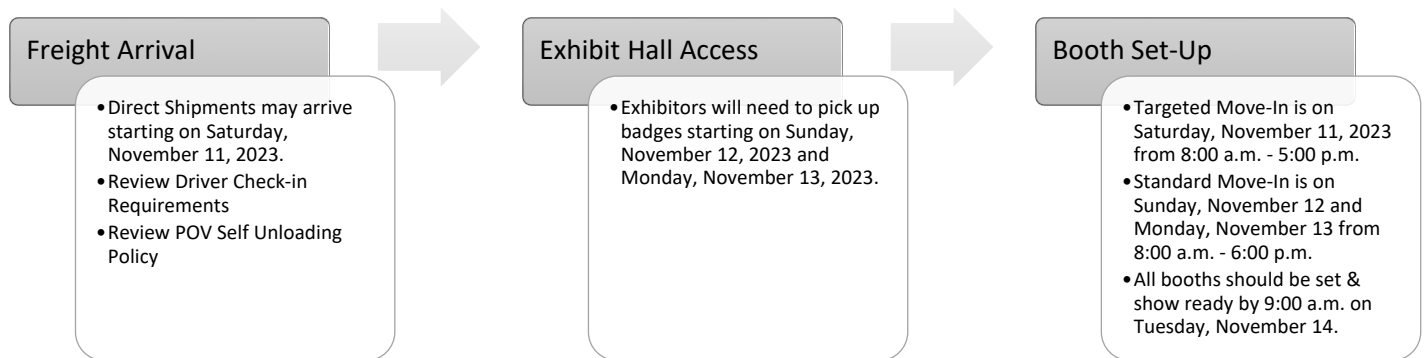 Freight Arrival
•Direct Shipments may arrive
starting on Saturday,
November 11, 2023.
•Review Driver Check-in
Requirements
•Review POV Self Unloading
Policy
Exhibit Hall Access
•Exhibitors will need to pick up
badges starting on Sunday,
November 12, 2023 and
Monday, November 13, 2023.
Booth Set-Up
•Targeted Move-In is on
Saturday, November 11, 2023
from 8:00 a.m. - 5:00 p.m.
•Standard Move-In is on
Sunday, November 12 and
Monday, November 13 from
8:00 a.m. - 6:00 p.m.
•All booths should be set &
show ready by 9:00 a.m. on
Tuesday, November 14.